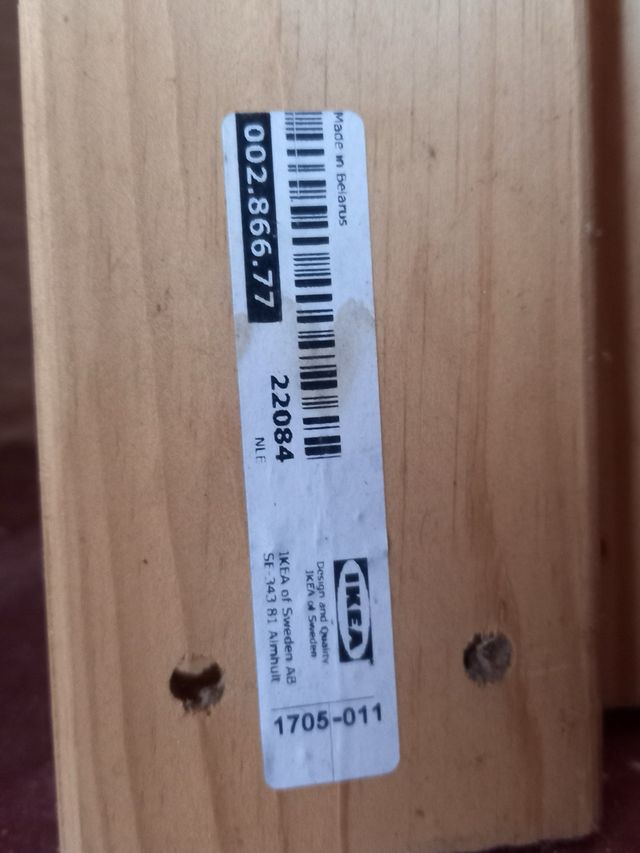 Made in Belarus
002.866.77
22084
NLF
IKEA
Design and Quality
IKEA of Sweden
IKEA of Sweden AB
SE-343 81 Älmhult
1705-011